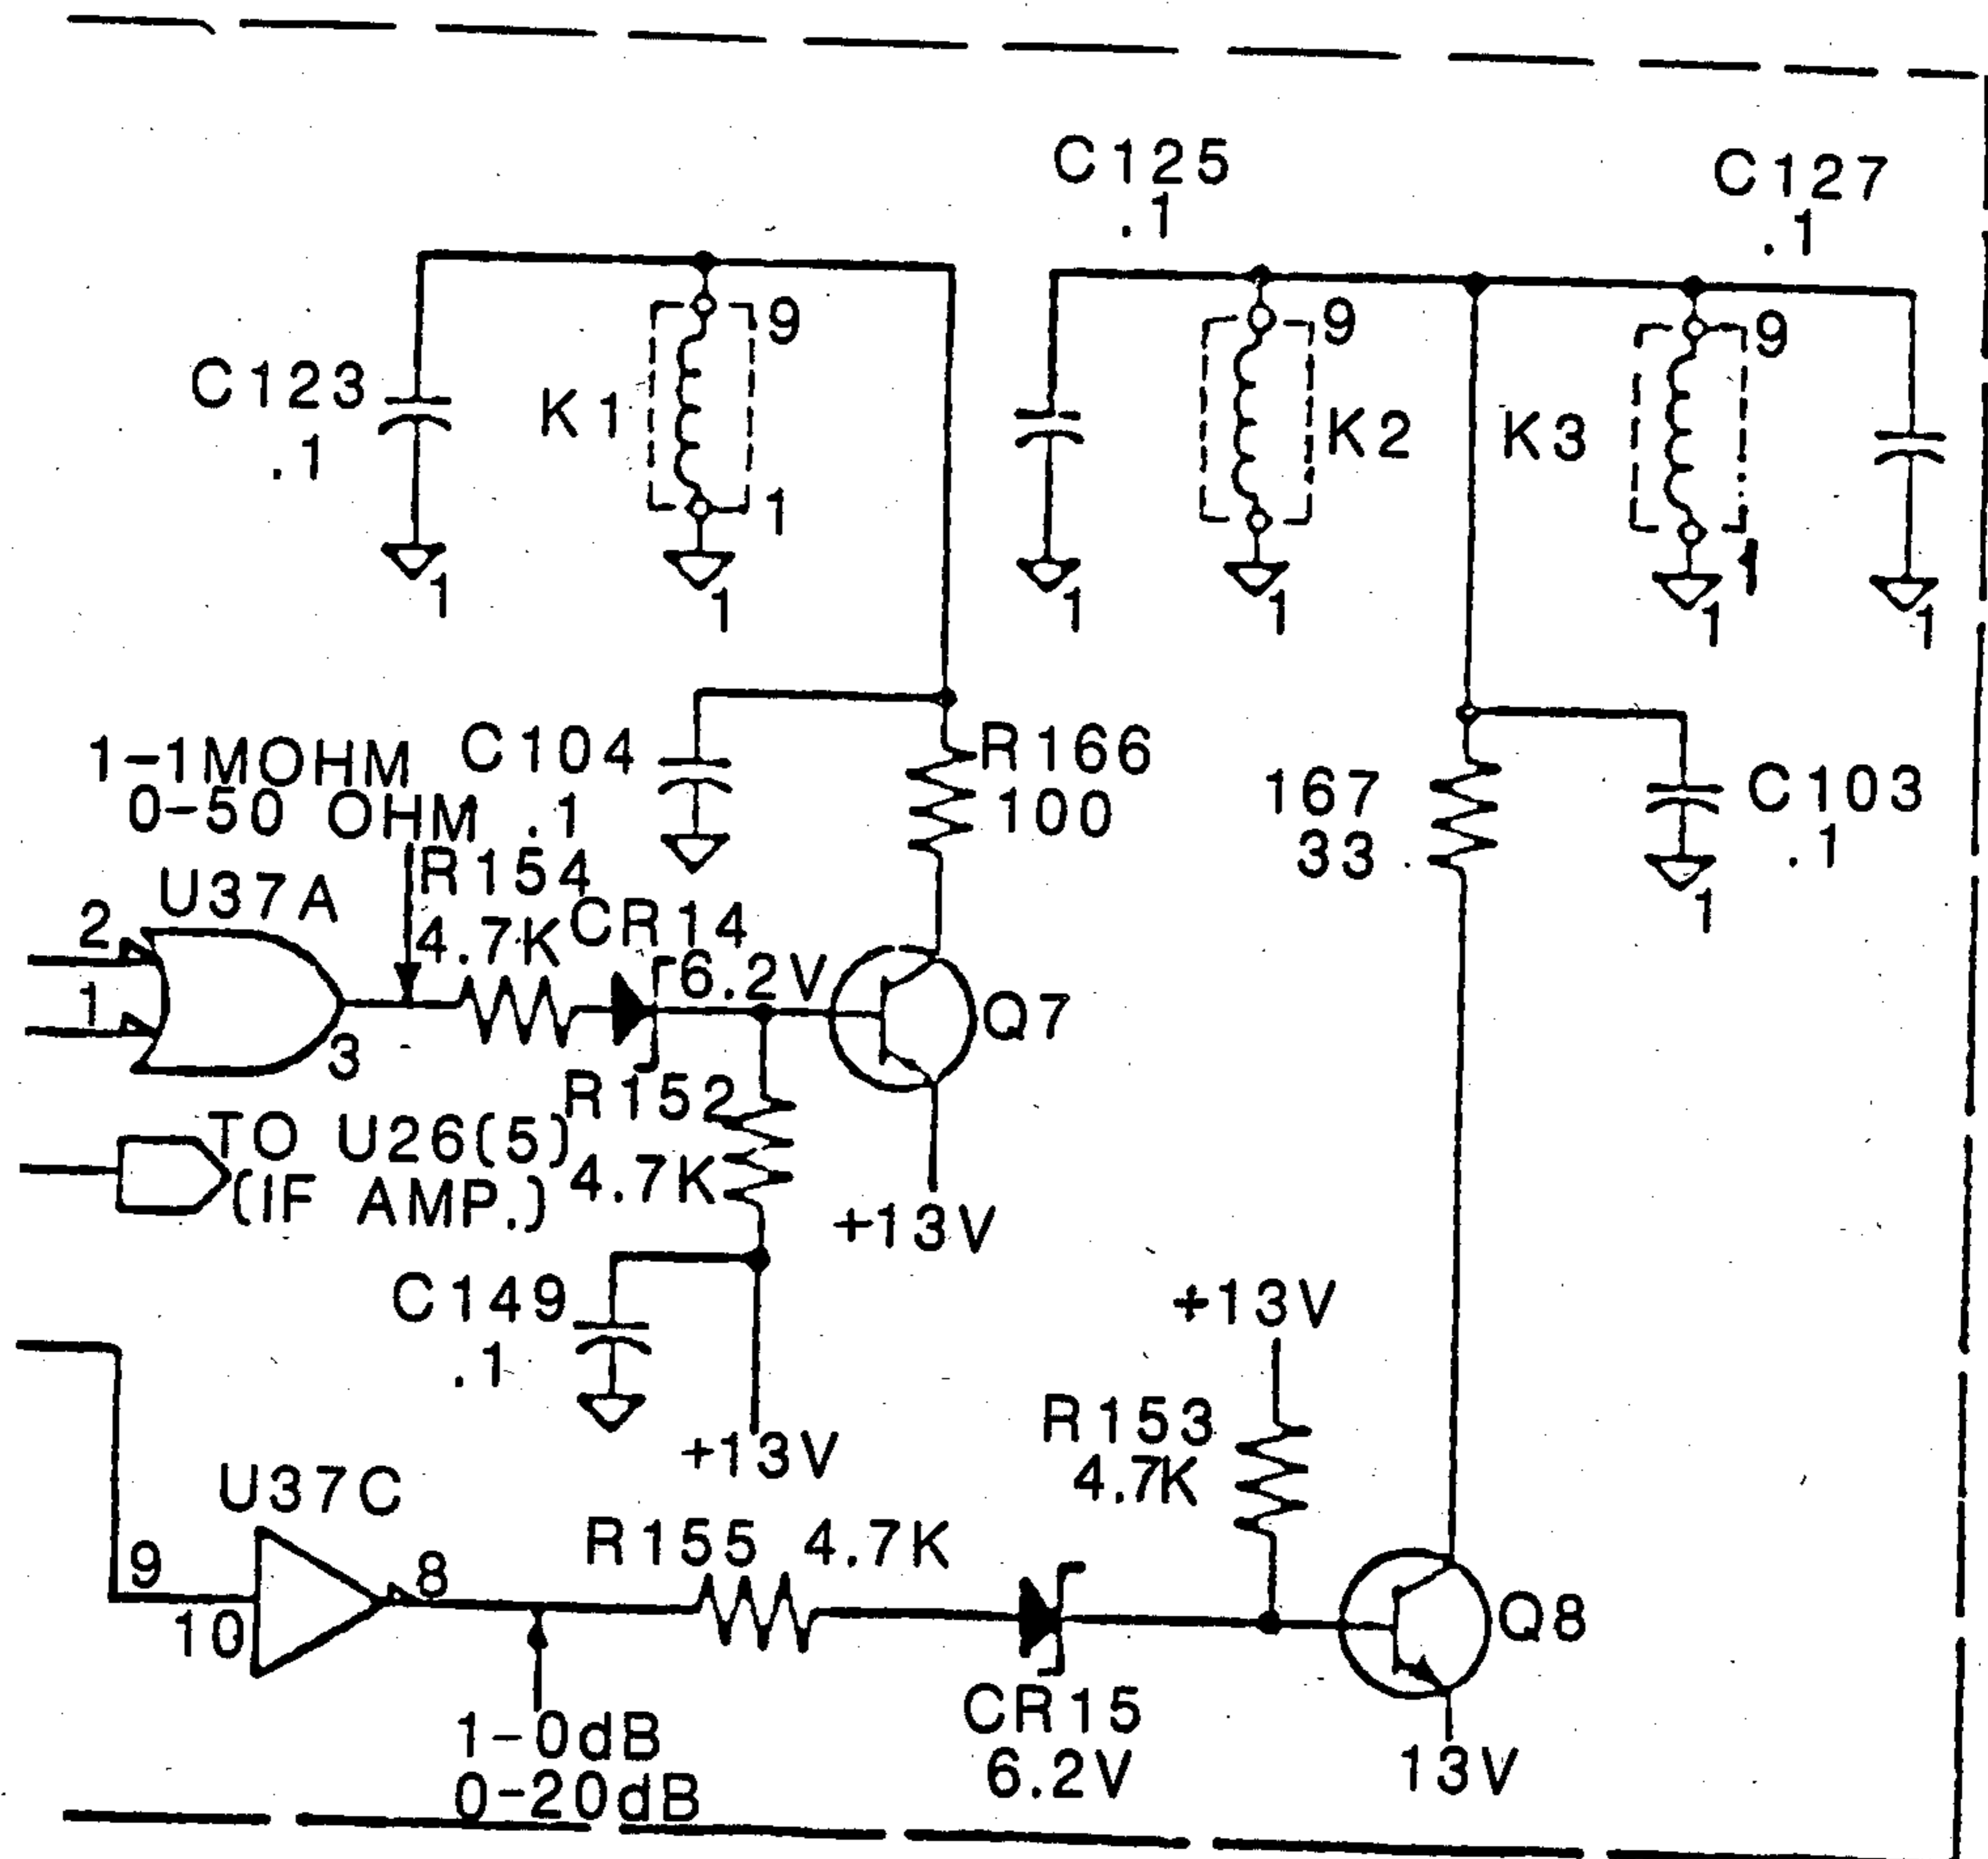 C125
.1
C127
.1
9
9
9
C123
.1
K1
K2
K3
1
1
1
1
1
1
1
1
1
1-1MOHM
0-50 OHM
C104
.1
R166
100
167
33
C103
.1
1
R154
4.7K
U37A
2
1
3
CR14
6.2V
Q7
TO U26(5)
(IF AMP.)
R152
4.7K
+13V
C149
.1
+13V
+13V
R153
4.7K
U37C
9
10
8
R155 4.7K
Q8
CR15
6.2V
13V
1-0dB
0-20dB